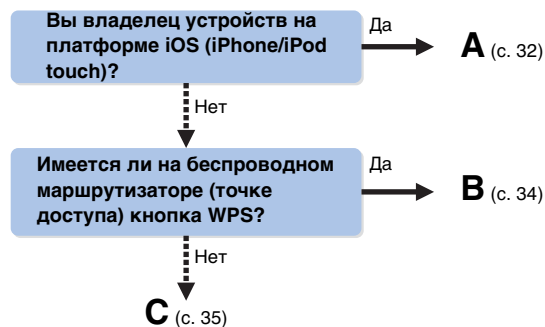 Вы владелец устройств на
платформе iOS (iPhone/iPod
touch)?
Да
A (с. 32)
Нет
Имеется ли на беспроводном
маршрутизаторе (точке
доступа) кнопка WPS?
Да
B (с. 34)
Нет
C (с. 35)